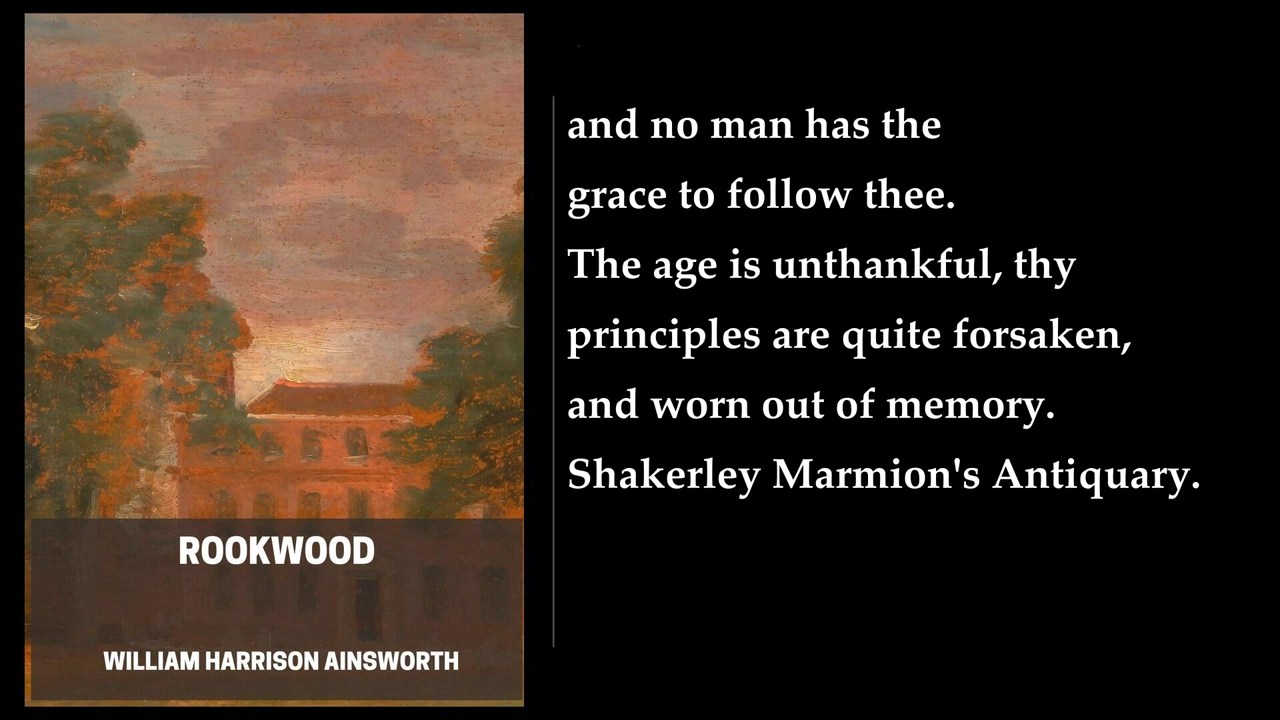 ROOKWOOD
WILLIAM HARRISON AINSWORTH
and no man has the
grace to follow thee.
The age is unthankful, thy
principles are quite forsaken,
and worn out of memory.
Shakerley Marmion's Antiquary.